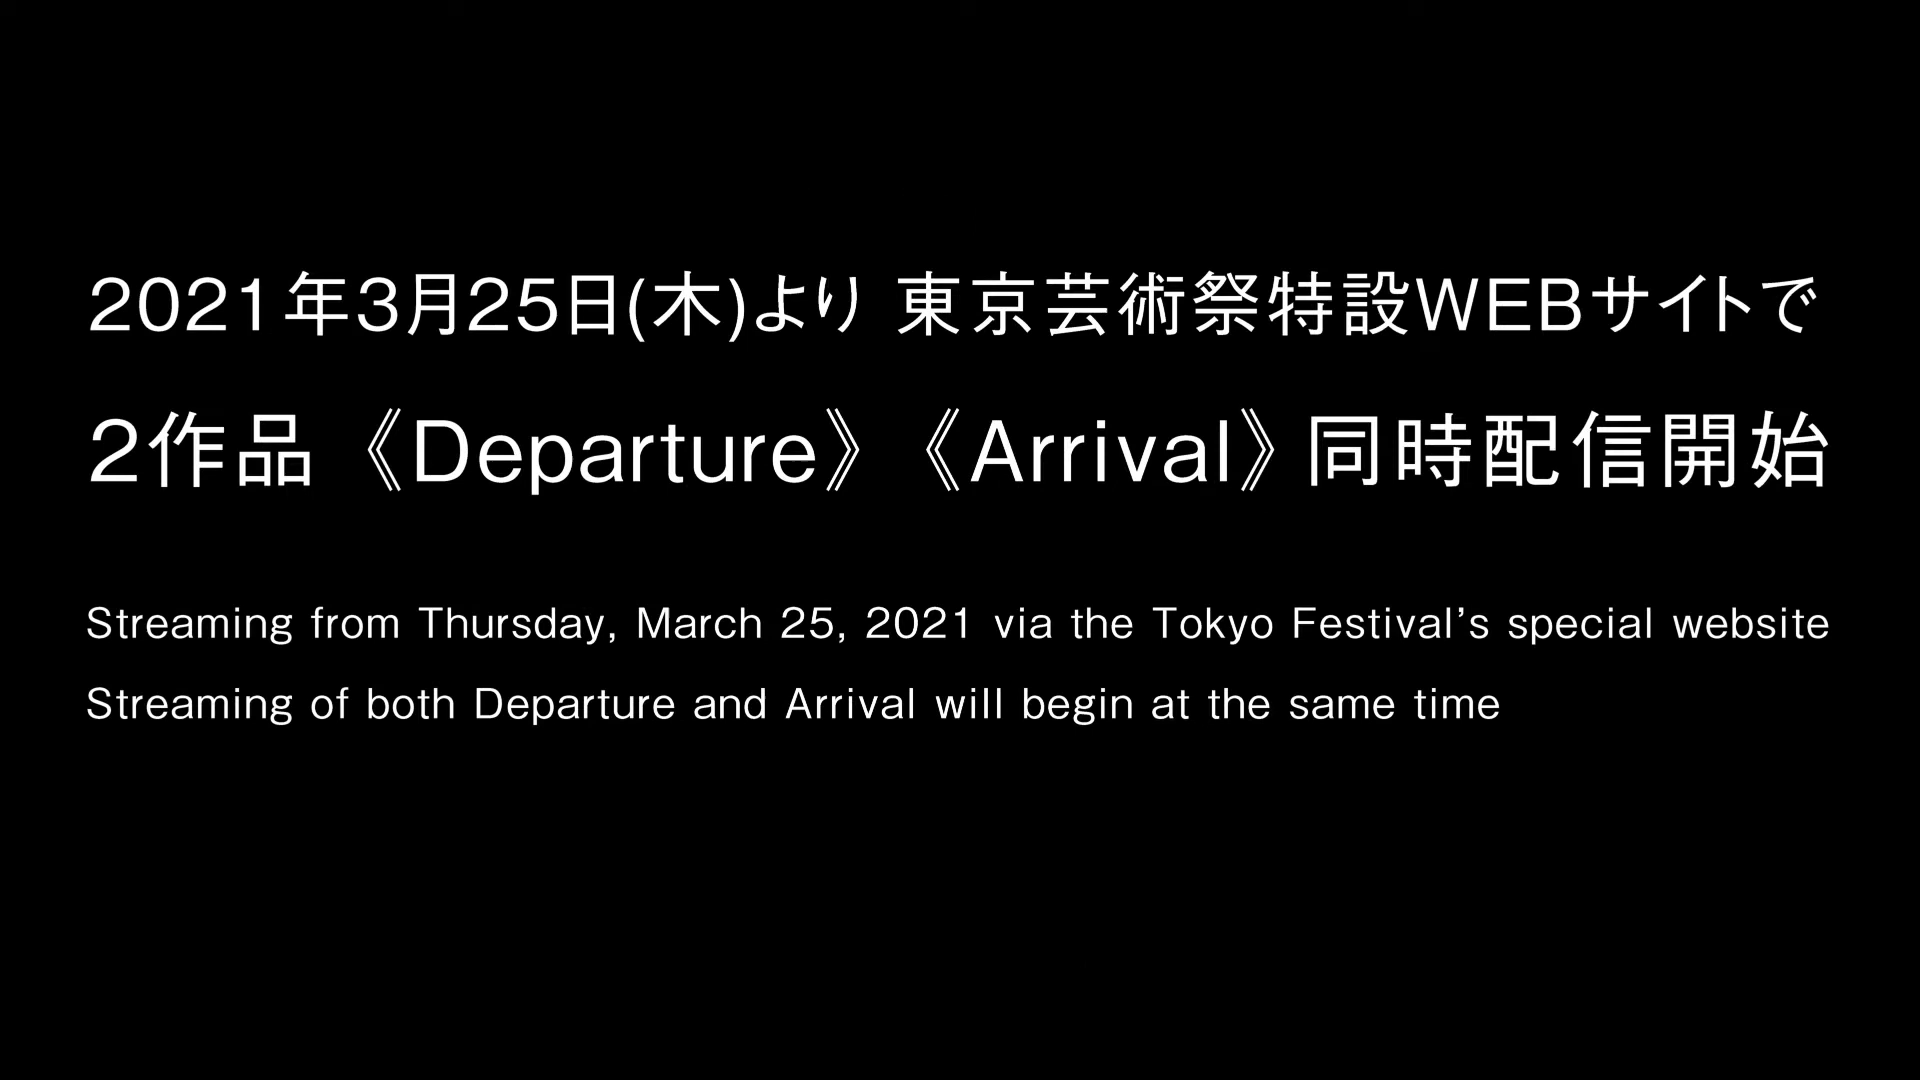 2021年3月25日(木)より 東京芸術祭特設WEBサイトで
2作品《Departure》《Arrival》同時配信開始
Streaming from Thursday, March 25, 2021 via the Tokyo Festival’s special website
Streaming of both Departure and Arrival will begin at the same time